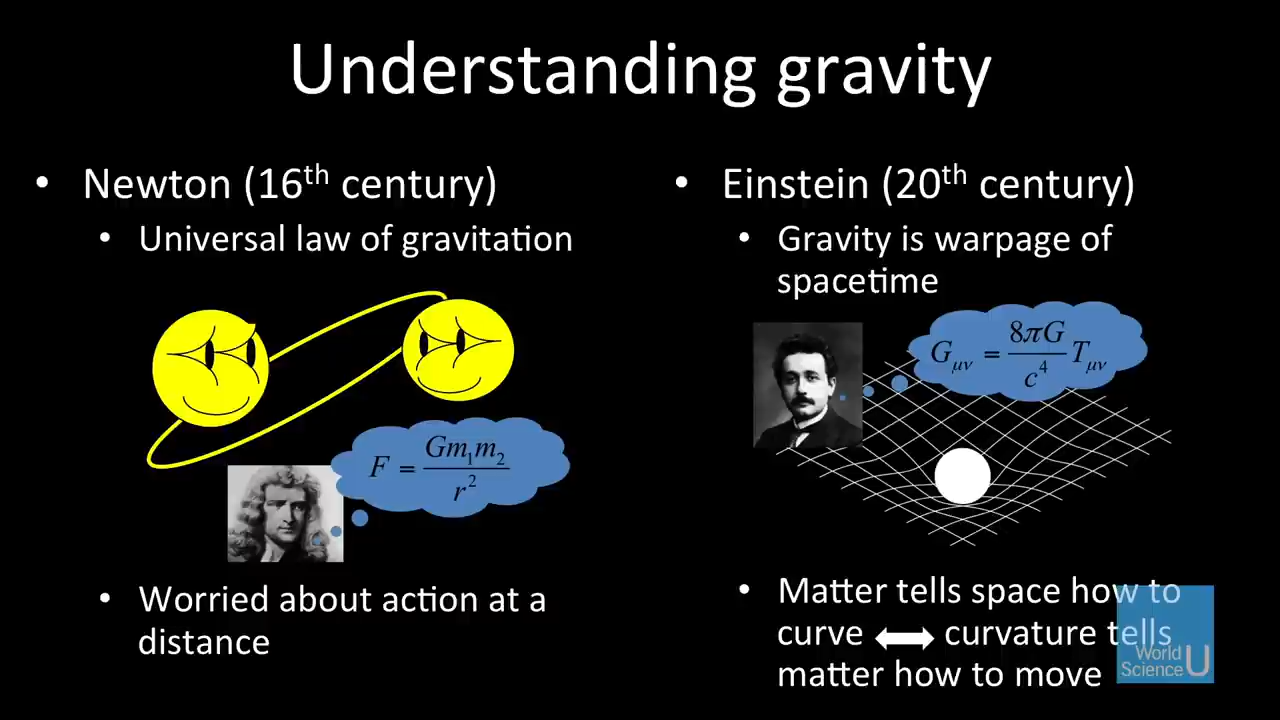 Understanding gravity
• Newton (16th century)
• Universal law of gravitation
F = Gm₁m₂ / r²
• Worried about action at a
distance
• Einstein (20th century)
• Gravity is warpage of
spacetime
Gμν = 8πG / c⁴ Tμν
• Matter tells space how to
curve ⟷ curvature tells
matter how to move
World
Science U